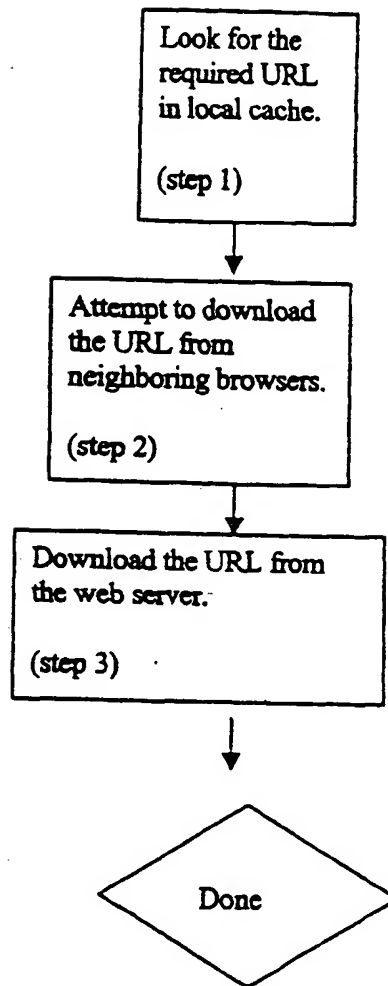 Look for the
required URL
in local cache.
(step 1)
Attempt to download
the URL from
neighboring browsers.
(step 2)
Download the URL from
the web server.
(step 3)
Done